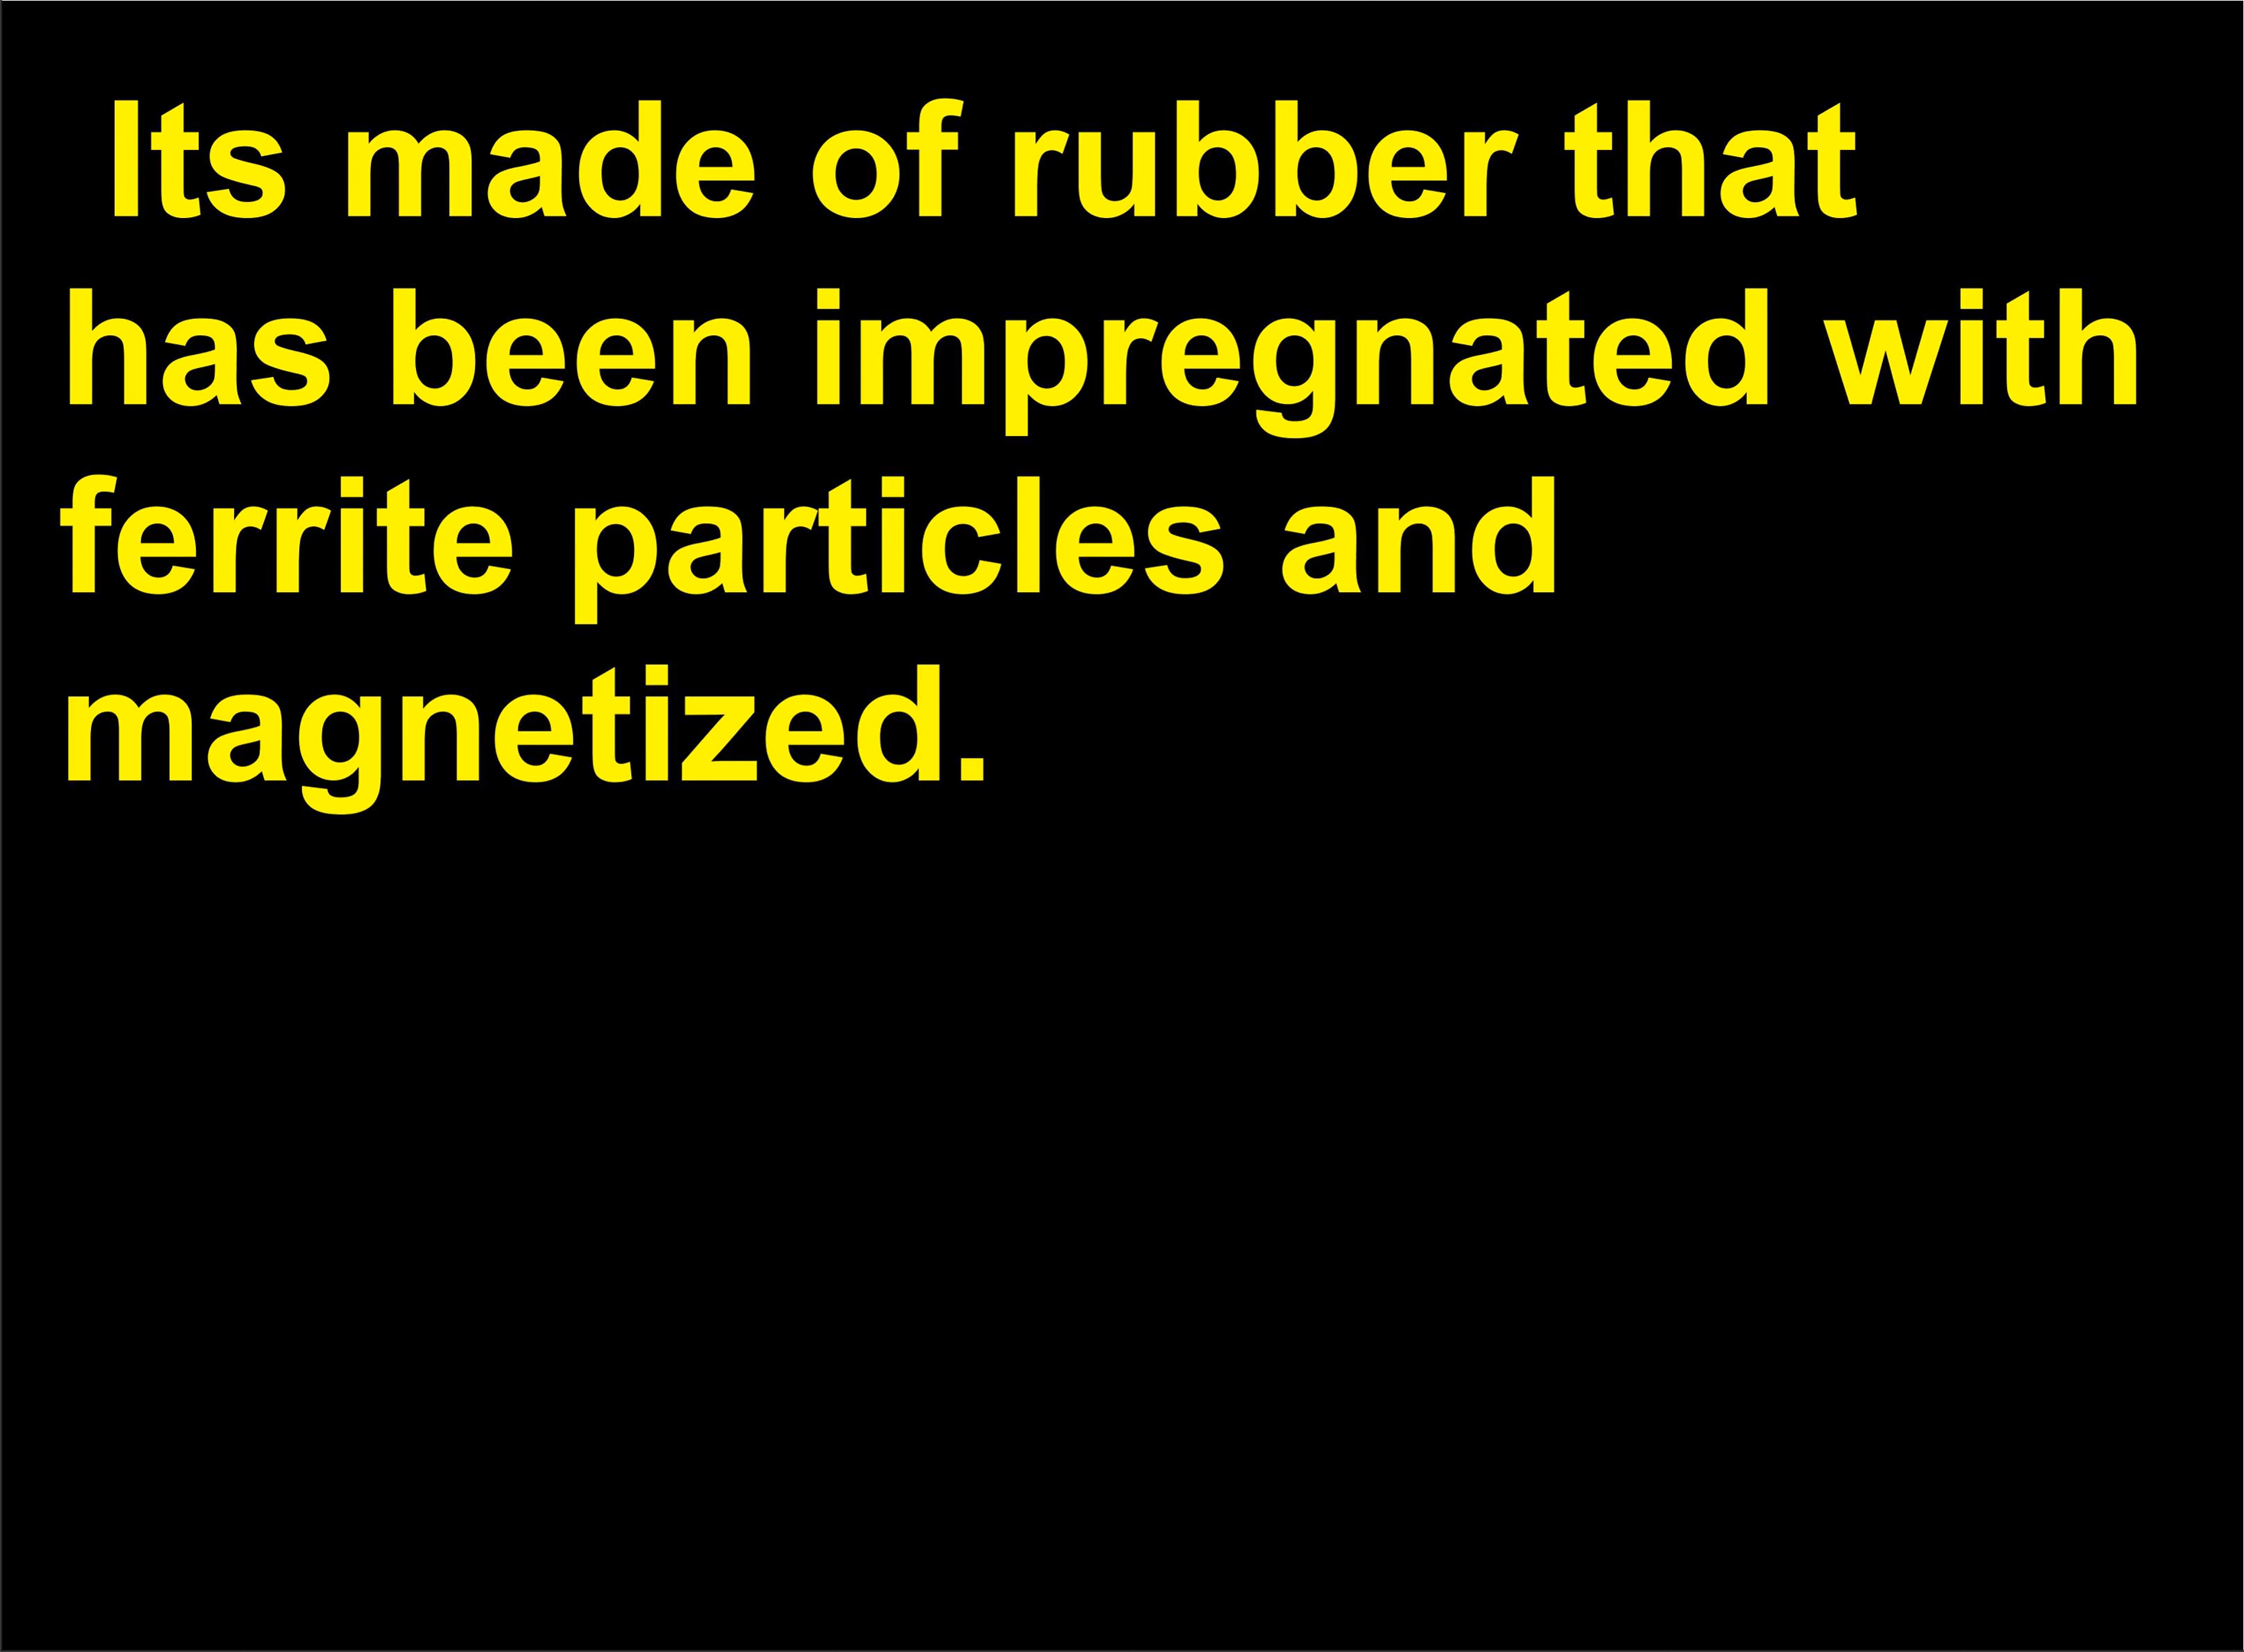 Its made of rubber that
has been impregnated with
ferrite particles and
magnetized.